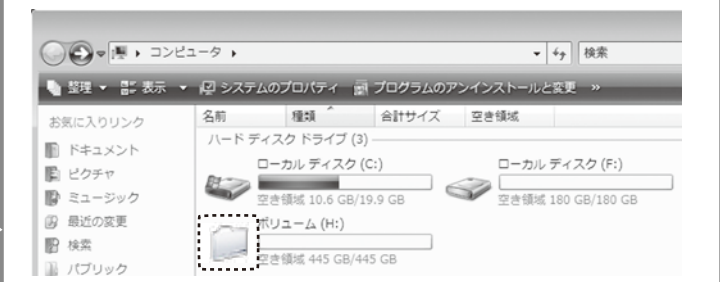 コンピュータ
検索
整理 表示 システムのプロパティ プログラムのアンインストールと変更 »
名前 種類 合計サイズ 空き領域
お気に入りリンク
ドキュメント
ピクチャ
ミュージック
最近の変更
検索
パブリック
ハード ディスク ドライブ (3)
ローカル ディスク (C:)
空き領域 10.6 GB/19.9 GB
ローカル ディスク (F:)
空き領域 180 GB/180 GB
ボリューム (H:)
空き領域 445 GB/445 GB